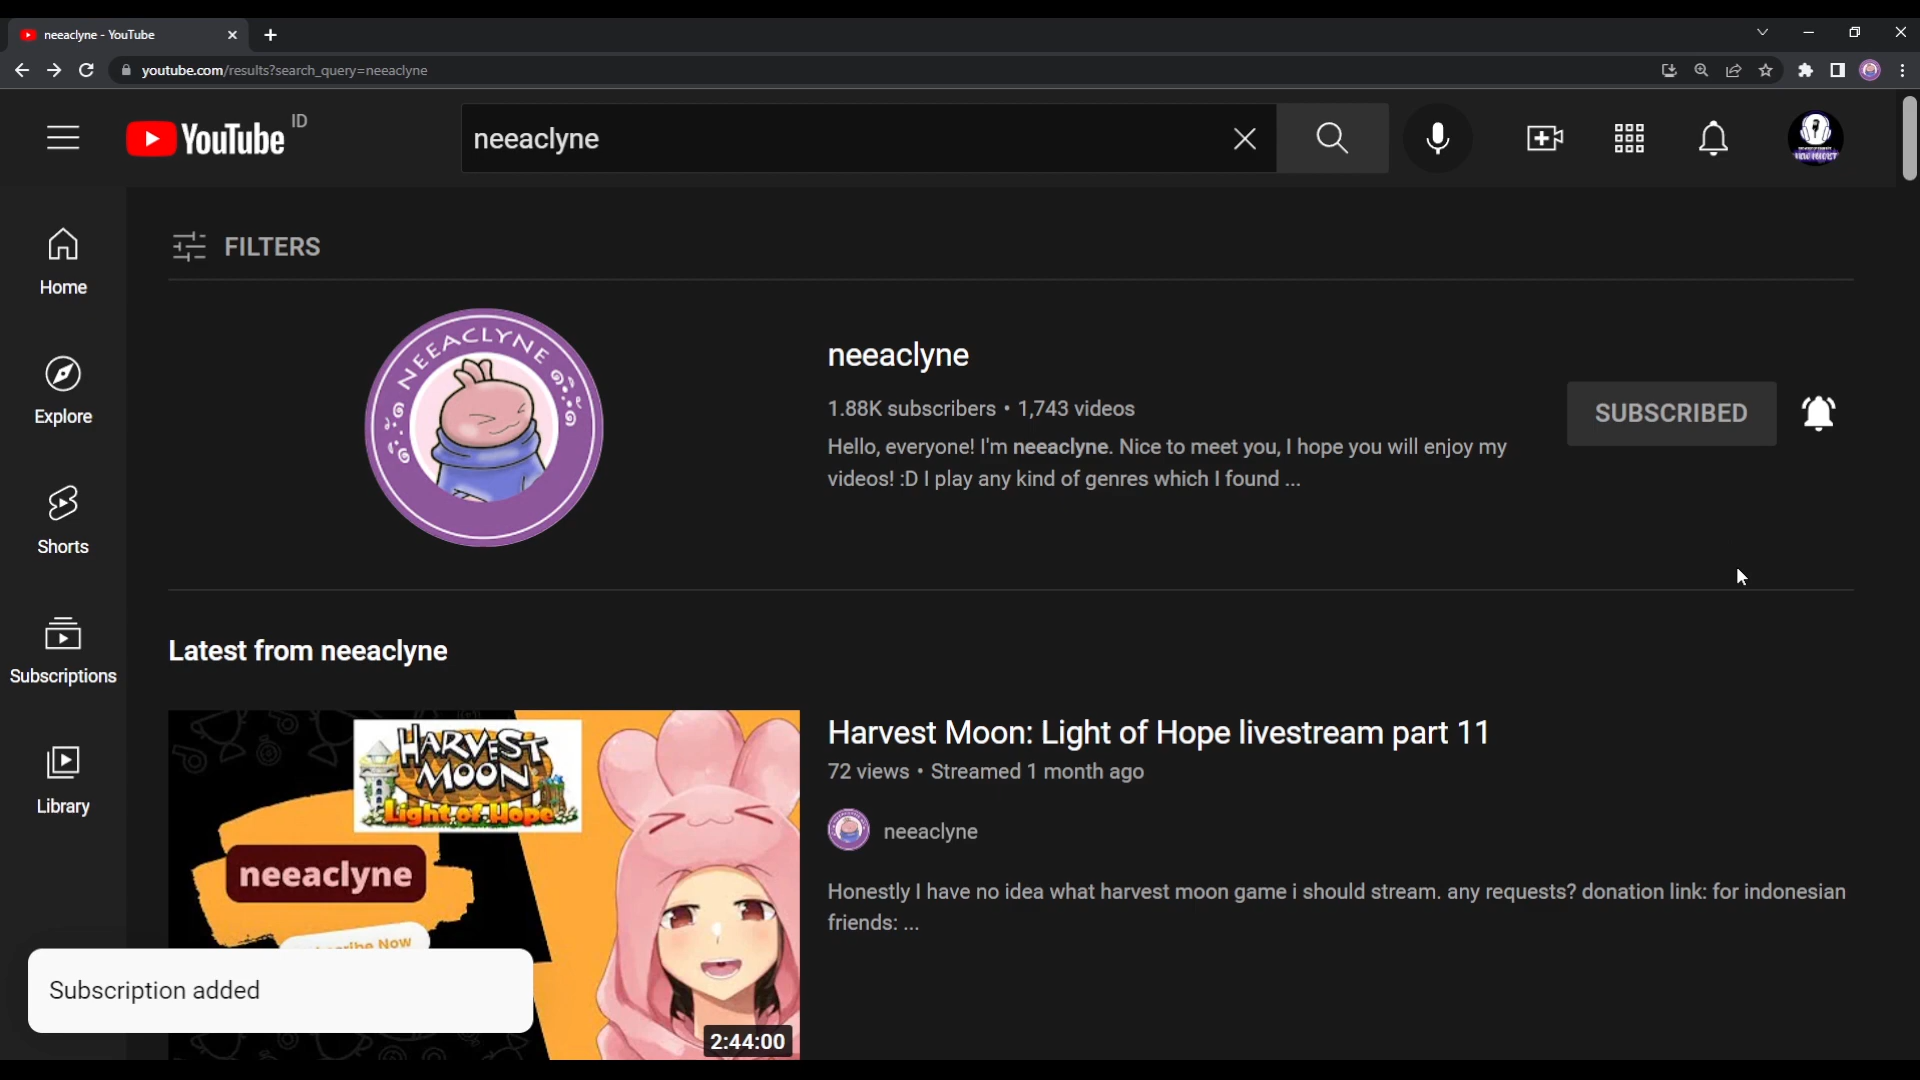 neeaclyne - YouTube
youtube.com/results?search_query=neeaclyne
YouTube ID
neeaclyne
FILTERS
Home
Explore
Shorts
Subscriptions
Library
NEEACLYNE
neeaclyne
1.88K subscribers • 1,743 videos
Hello, everyone! I'm neeaclyne. Nice to meet you, I hope you will enjoy my
videos! :D I play any kind of genres which I found ...
SUBSCRIBED
Latest from neeaclyne
HARVEST
MOON
Light of Hope
neeaclyne
Now
2:44:00
Harvest Moon: Light of Hope livestream part 11
72 views • Streamed 1 month ago
neeaclyne
Honestly I have no idea what harvest moon game i should stream. any requests? donation link: for indonesian
friends: ...
Subscription added